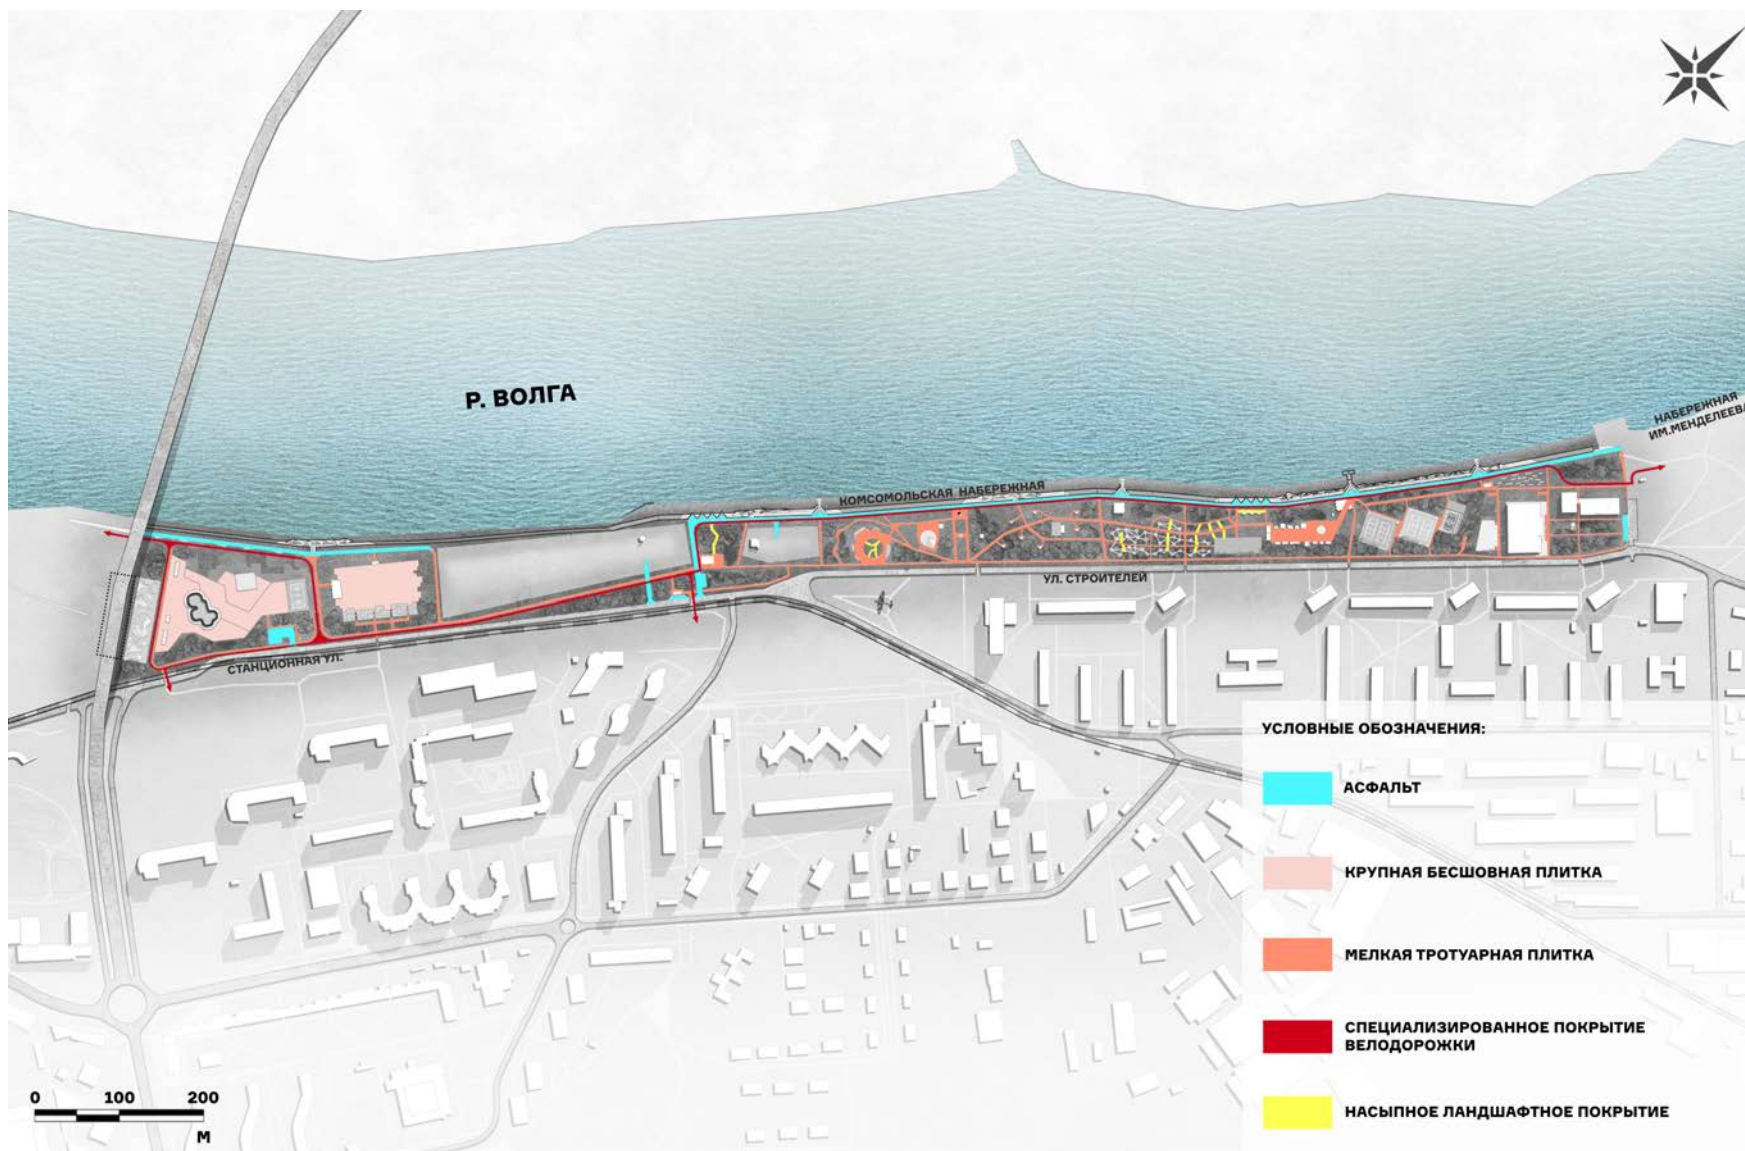 Р. ВОЛГА
НАБЕРЕЖНАЯ
ИМ.МЕНДЕЛЕЕВА
КОМСОМОЛЬСКАЯ НАБЕРЕЖНАЯ
УЛ. СТРОИТЕЛЕЙ
СТАНЦИОННАЯ УЛ.
УСЛОВНЫЕ ОБОЗНАЧЕНИЯ:
АСФАЛЬТ
КРУПНАЯ БЕСШОВНАЯ ПЛИТКА
МЕЛКАЯ ТРОТУАРНАЯ ПЛИТКА
СПЕЦИАЛИЗИРОВАННОЕ ПОКРЫТИЕ
ВЕЛОДОРОЖКИ
НАСЫПНОЕ ЛАНДШАФТНОЕ ПОКРЫТИЕ
0 100 200
М